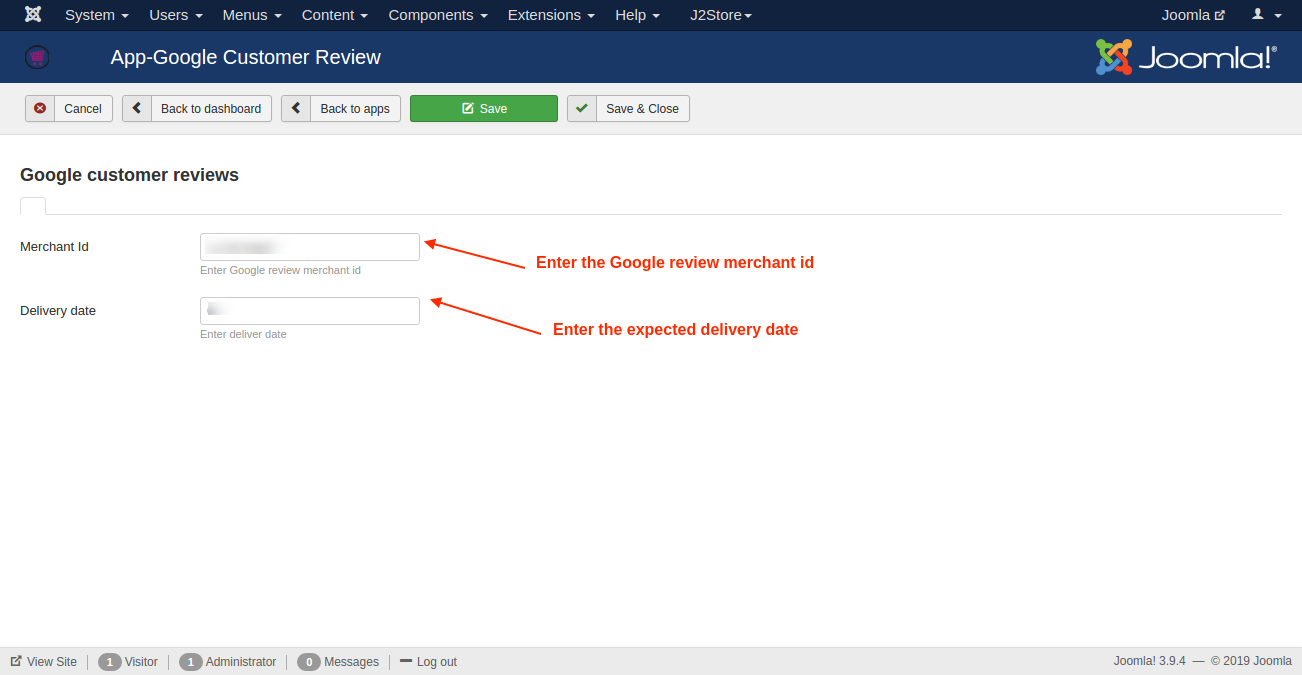 System Users Menus Content Components Extensions Help J2Store Joomla
App-Google Customer Review Joomla!®
Cancel Back to dashboard Back to apps Save Save & Close
Google customer reviews
Merchant Id
Enter Google review merchant id
Enter the Google review merchant id
Delivery date
Enter deliver date
Enter the expected delivery date
View Site 1 Visitor 1 Administrator 0 Messages Log out Joomla! 3.9.4 — © 2019 Joomla